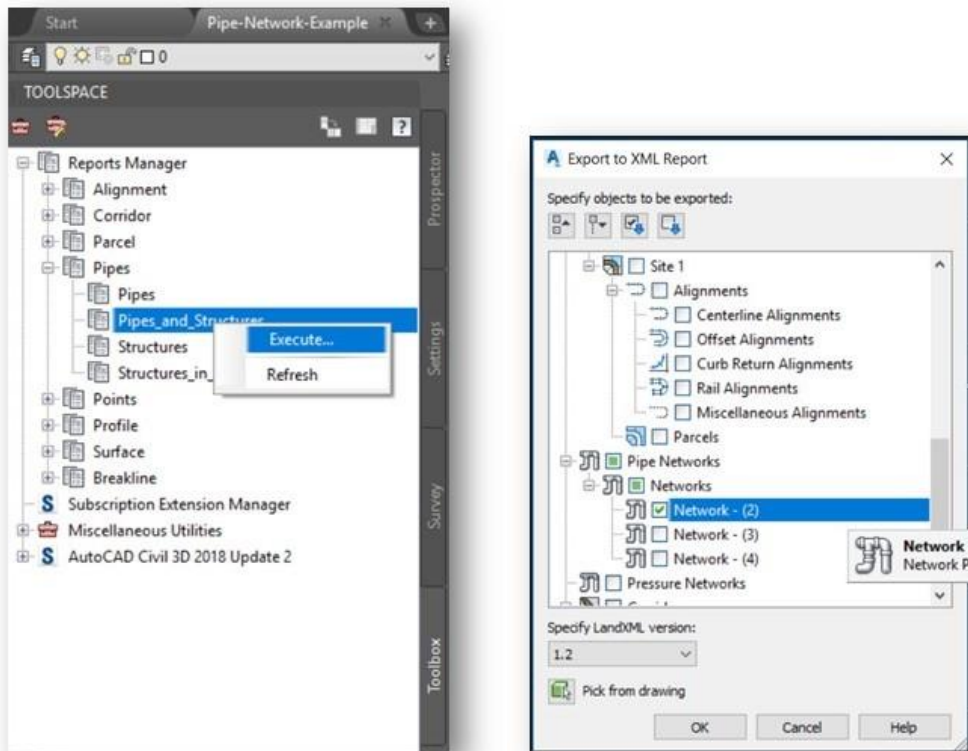 Start
Pipe-Network-Example
0
TOOLSPACE
Reports Manager
Alignment
Corridor
Parcel
Pipes
Pipes
Pipes_and_Structures
Structures
Structures_in_
Execute...
Refresh
Points
Profile
Surface
Breakline
Subscription Extension Manager
Miscellaneous Utilities
AutoCAD Civil 3D 2018 Update 2
Prospector
Settings
Survey
Toolbox
Export to XML Report
Specify objects to be exported:
Site 1
Alignments
Centerline Alignments
Offset Alignments
Curb Return Alignments
Rail Alignments
Miscellaneous Alignments
Parcels
Pipe Networks
Networks
Network - (2)
Network - (3)
Network - (4)
Pressure Networks
Network
Network P
Specify LandXML version:
1.2
Pick from drawing
OK
Cancel
Help